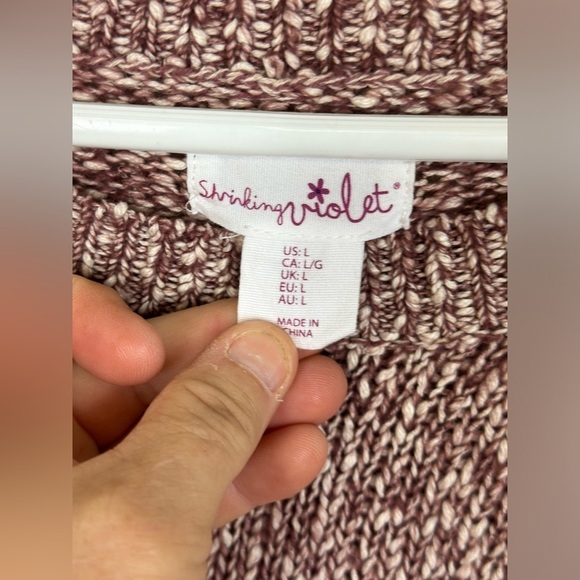 Shrinking violet®
US: L
CA: L/G
UK: L
EU: L
AU: L
MADE IN
CHINA